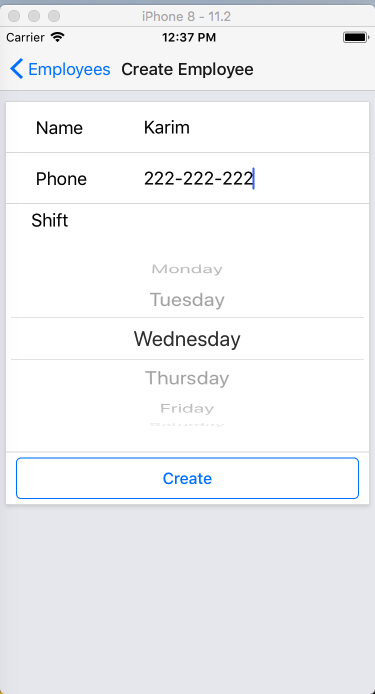 iPhone 8 - 11.2
Carrier 12:37 PM
Employees Create Employee
Name Karim
Phone 222-222-222
Shift
Monday
Tuesday
Wednesday
Thursday
Friday
Saturday
Create